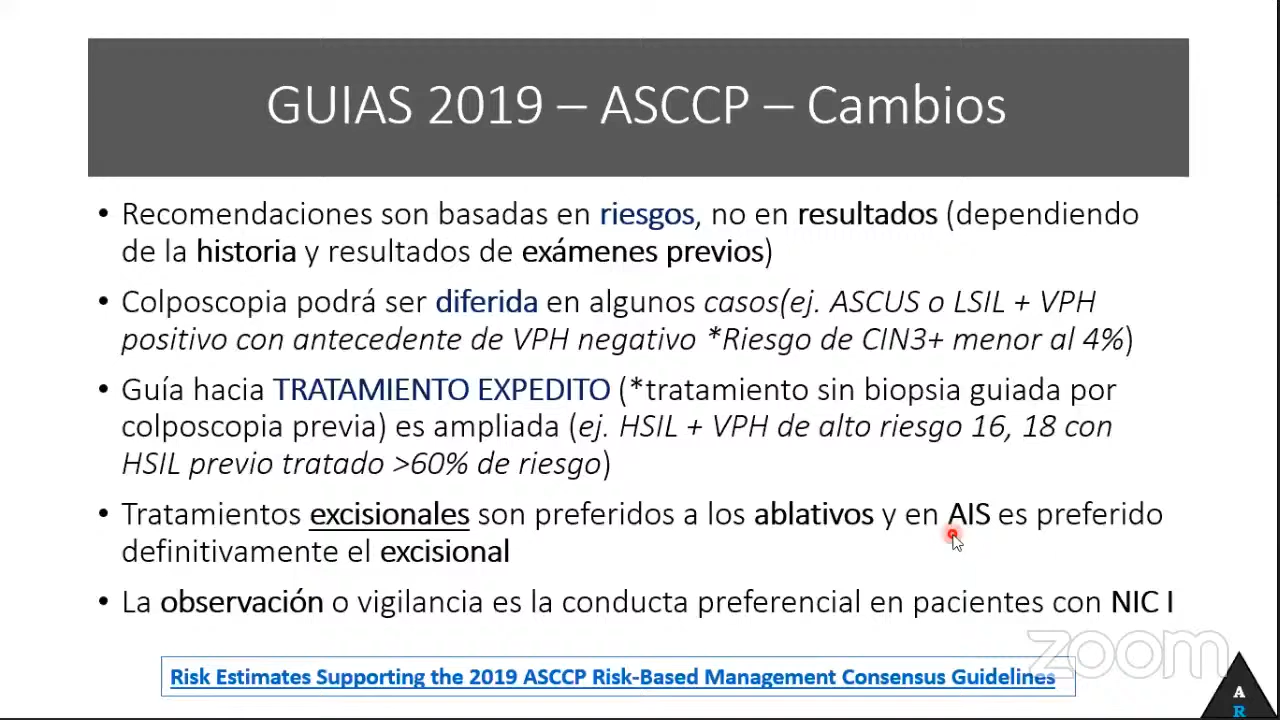 GUIAS 2019 – ASCCP – Cambios
• Recomendaciones son basadas en riesgos, no en resultados (dependiendo
de la historia y resultados de exámenes previos)
• Colposcopia podrá ser diferida en algunos casos(ej. ASCUS o LSIL + VPH
positivo con antecedente de VPH negativo *Riesgo de CIN3+ menor al 4%)
• Guía hacia TRATAMIENTO EXPEDITO (*tratamiento sin biopsia guiada por
colposcopia previa) es ampliada (ej. HSIL + VPH de alto riesgo 16, 18 con
HSIL previo tratado >60% de riesgo)
• Tratamientos excisionales son preferidos a los ablativos y en AIS es preferido
definitivamente el excisional
• La observación o vigilancia es la conducta preferencial en pacientes con NIC I
zoom
Risk Estimates Supporting the 2019 ASCCP Risk-Based Management Consensus Guidelines
A
R